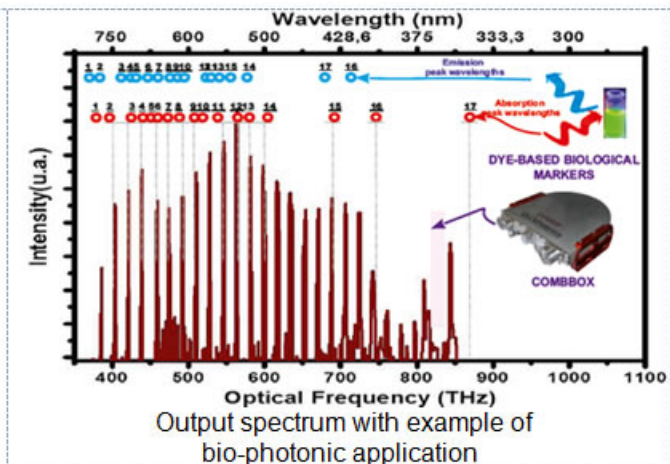 Wavelength (nm)
750 600 500 428,6 375 333,3 300
1 2 3 4 5 6 7 8 9 10 12 11 13 15 14 17 16
Emission
peak wavelengths
1 2 3 4 5 6 7 8 9 10 11 12 13 14 15 16 17
Absorption
peak wavelengths
DYE-BASED BIOLOGICAL
MARKERS
COMBBOX
Intensity(u.a.)
400 500 600 700 800 900 1000 1100
Optical Frequency (THz)
Output spectrum with example of
bio-photonic application